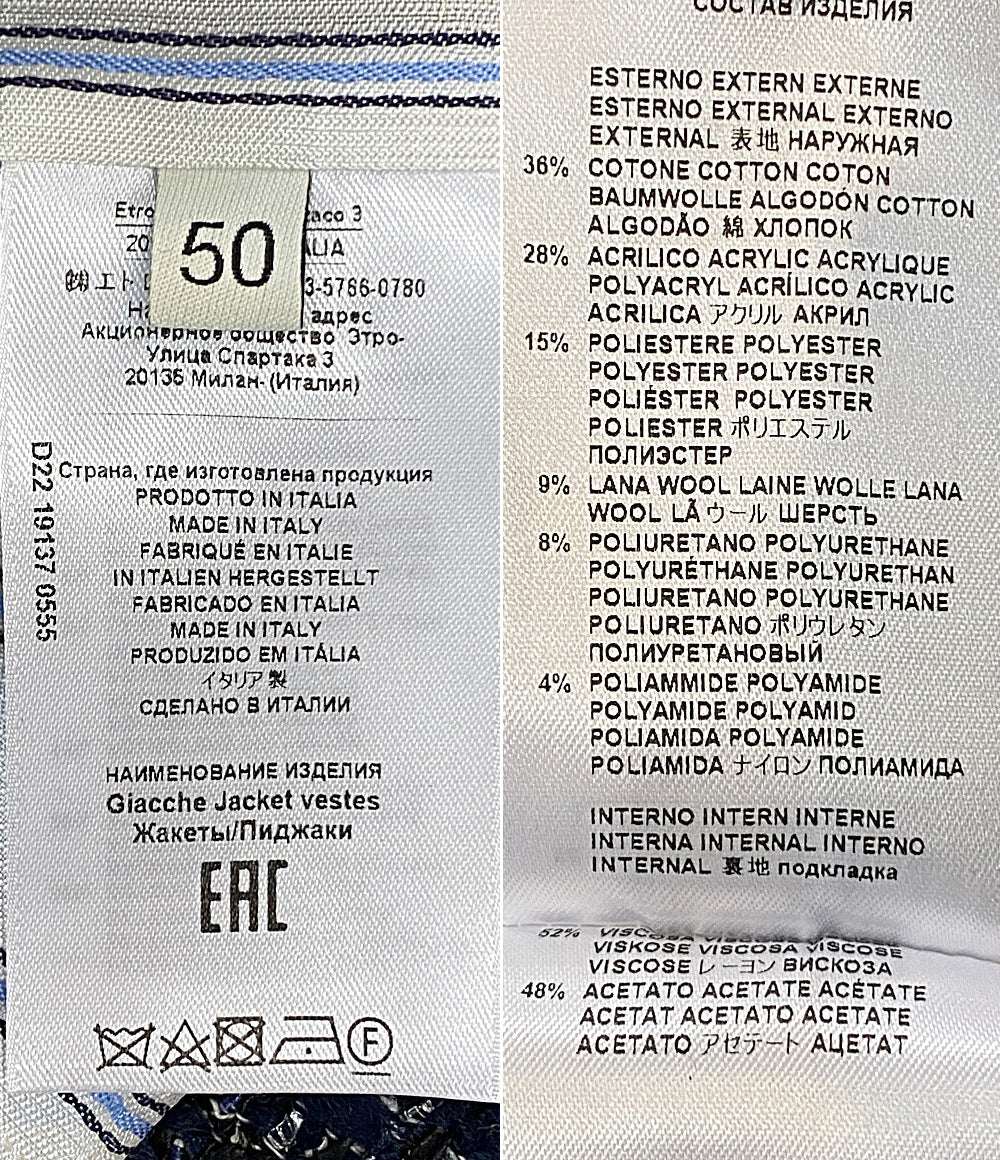 Etro
taco 3
20
ALIA
50
㈱エト
3-5766-0780
адрес
Акционерное общество Этро-
Улица Спартака 3
20136 Милан- (Италия)
D22 19137 0555
Страна, где изготовлена продукция
PRODOTTO IN ITALIA
MADE IN ITALY
FABRIQUÉ EN ITALIE
IN ITALIEN HERGESTELLT
FABRICADO EN ITALIA
MADE IN ITALY
PRODUZIDO EM ITÁLIA
イタリア製
СДЕЛАНО В ИТАЛИИ
НАИМЕНОВАНИЕ ИЗДЕЛИЯ
Giacche Jacket vestes
Жакеты/Пиджаки
EAC
F
СОСТАВ ИЗДЕЛИЯ
ESTERNO EXTERN EXTERNE
ESTERNO EXTERNAL EXTERNO
EXTERNAL 表地 НАРУЖНАЯ
36% COTONE COTTON COTON
BAUMWOLLE ALGODÓN COTTON
ALGODÃO 綿 ХЛОПОК
28% ACRILICO ACRYLIC ACRYLIQUE
POLYACRYL ACRÍLICO ACRYLIC
ACRILICA アクリル АКРИЛ
15% POLIESTERE POLYESTER
POLYESTER POLYESTER
POLIÉSTER POLYESTER
POLIESTER ポリエステル
ПОЛИЭСТЕР
9% LANA WOOL LAINE WOLLE LANA
WOOL LÃ ウール ШЕРСТЬ
8% POLIURETANO POLYURETHANE
POLYURÉTHANE POLYURETHAN
POLIURETANO POLYURETHANE
POLIURETANO ポリウレタン
ПОЛИУРЕТАНОВЫЙ
4% POLIAMMIDE POLYAMIDE
POLYAMIDE POLYAMID
POLIAMIDA POLYAMIDE
POLIAMIDA ナイロン ПОЛИАМИДА
INTERNO INTERN INTERNE
INTERNA INTERNAL INTERNO
INTERNAL 裏地 подкладка
52% VISCOSA VISCOSE VISCOSE
VISKOSE VISCOSA VISCOSE
VISCOSE レーヨン ВИСКОЗА
48% ACETATO ACETATE ACÉTATE
ACETAT ACETATO ACETATE
ACETATO アセテート АЦЕТАТ